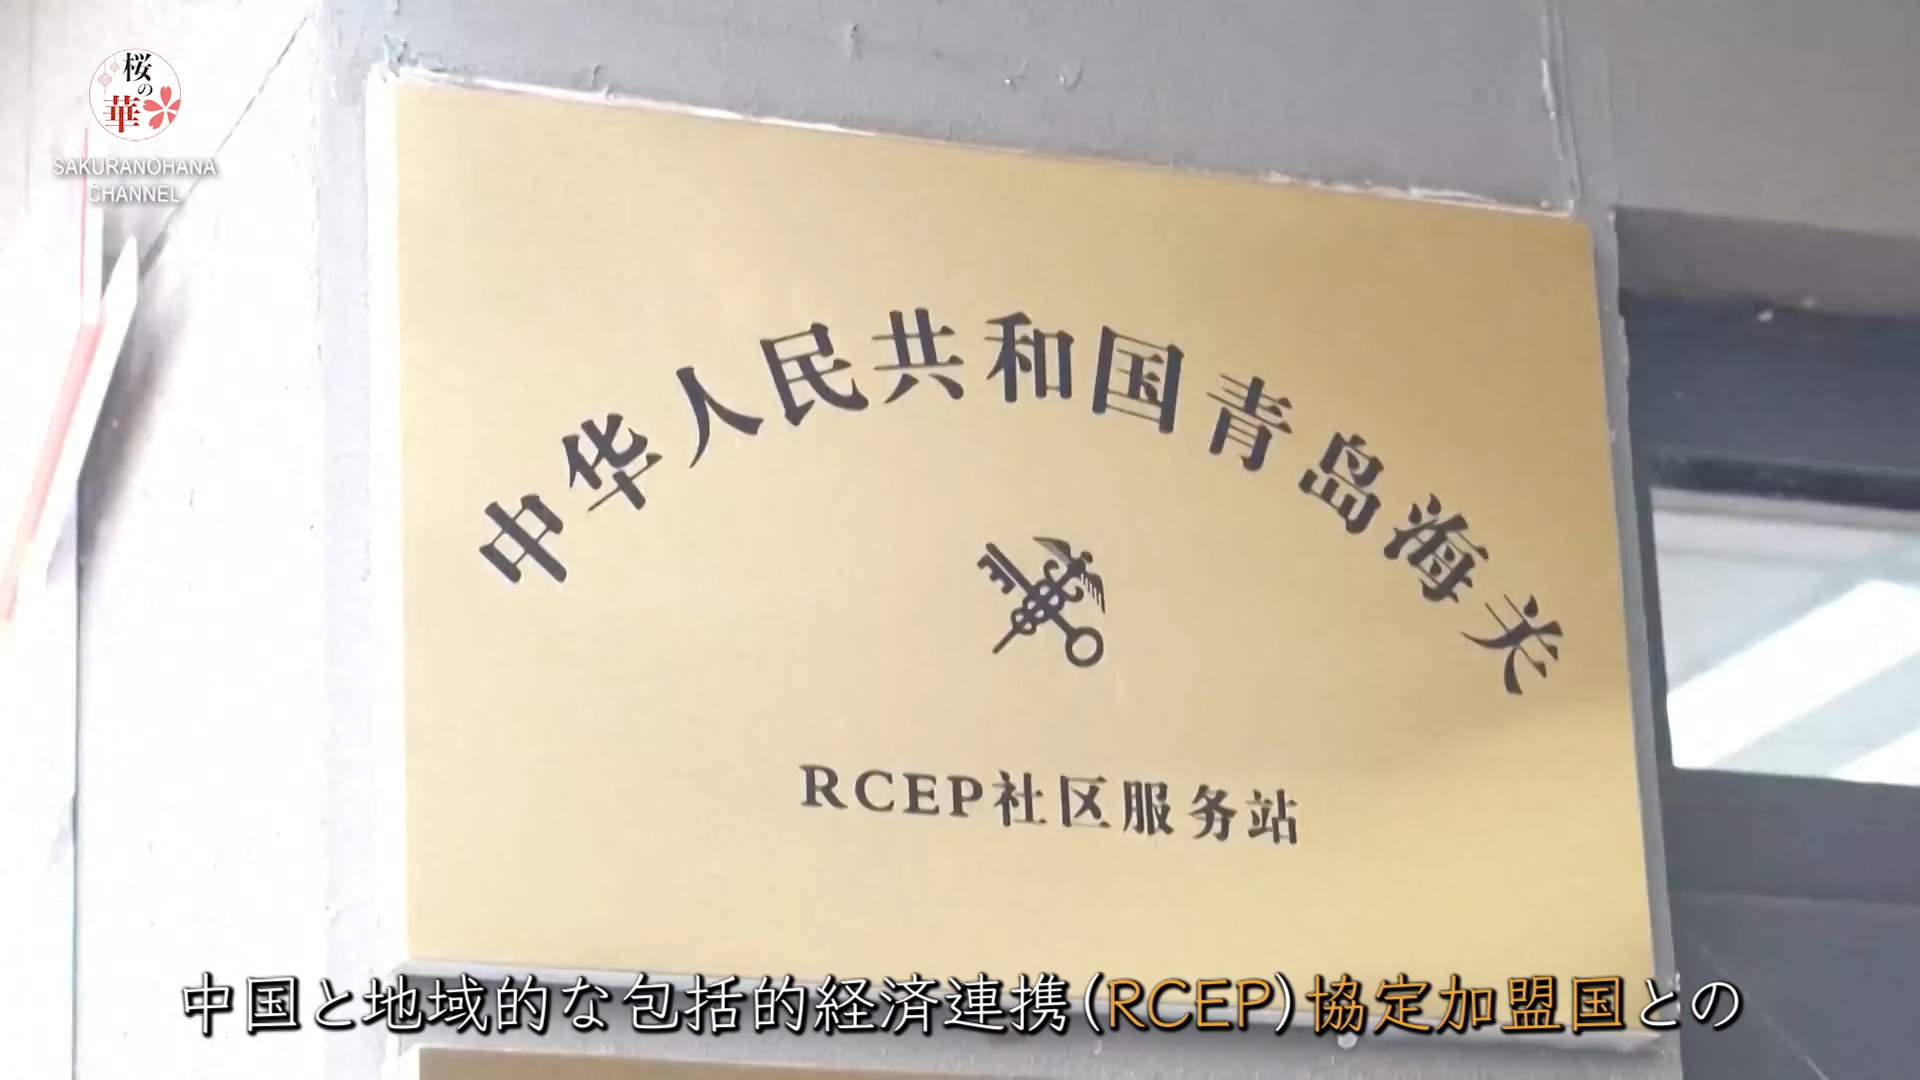 桜の華
SAKURANOHANA
CHANNEL
中华人民共和国青岛海关
RCEP社区服务站
中国と地域的な包括的経済連携(RCEP)協定加盟国との